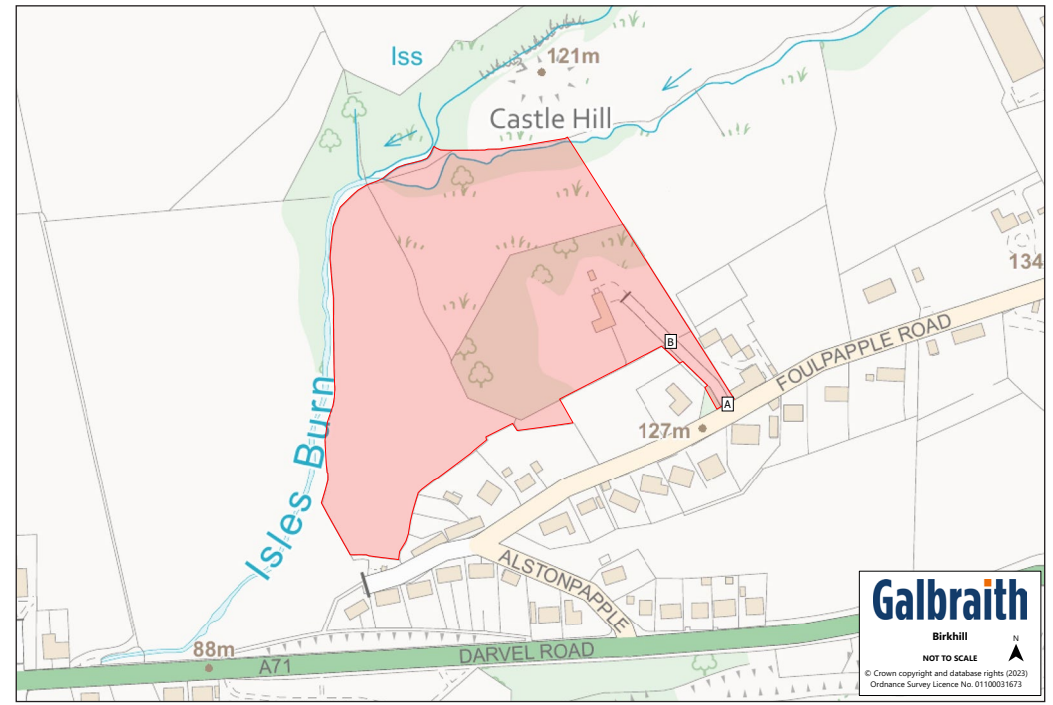 Iss
121m
Castle Hill
134
B
FOULPAPPLE ROAD
A
127m
Isles Burn
ALSTONPAPPLE
88m
A71
DARVEL ROAD
Galbraith
Birkhill
N
NOT TO SCALE
© Crown copyright and database rights (2023)
Ordnance Survey Licence No. 01100031673